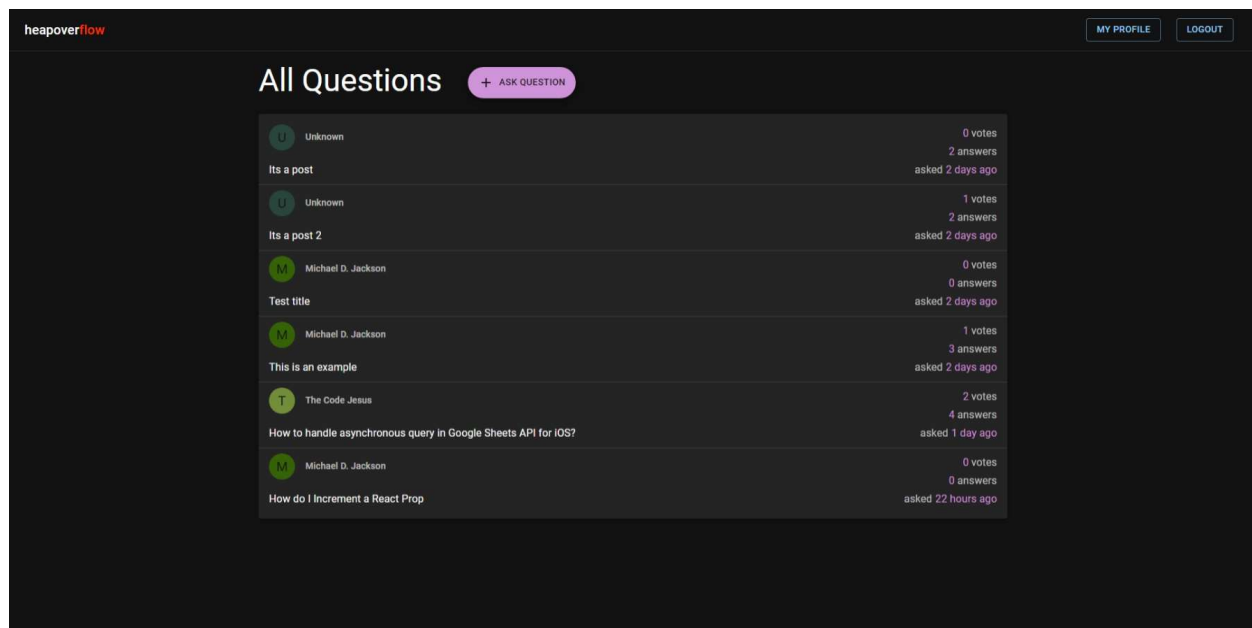 heapoverflow MY PROFILE LOGOUT
All Questions + ASK QUESTION
U Unknown 0 votes
2 answers
Its a post asked 2 days ago
U Unknown 1 votes
2 answers
Its a post 2 asked 2 days ago
M Michael D. Jackson 0 votes
0 answers
Test title asked 2 days ago
M Michael D. Jackson 1 votes
3 answers
This is an example asked 2 days ago
T The Code Jesus 2 votes
4 answers
How to handle asynchronous query in Google Sheets API for iOS? asked 1 day ago
M Michael D. Jackson 0 votes
0 answers
How do I Increment a React Prop asked 22 hours ago